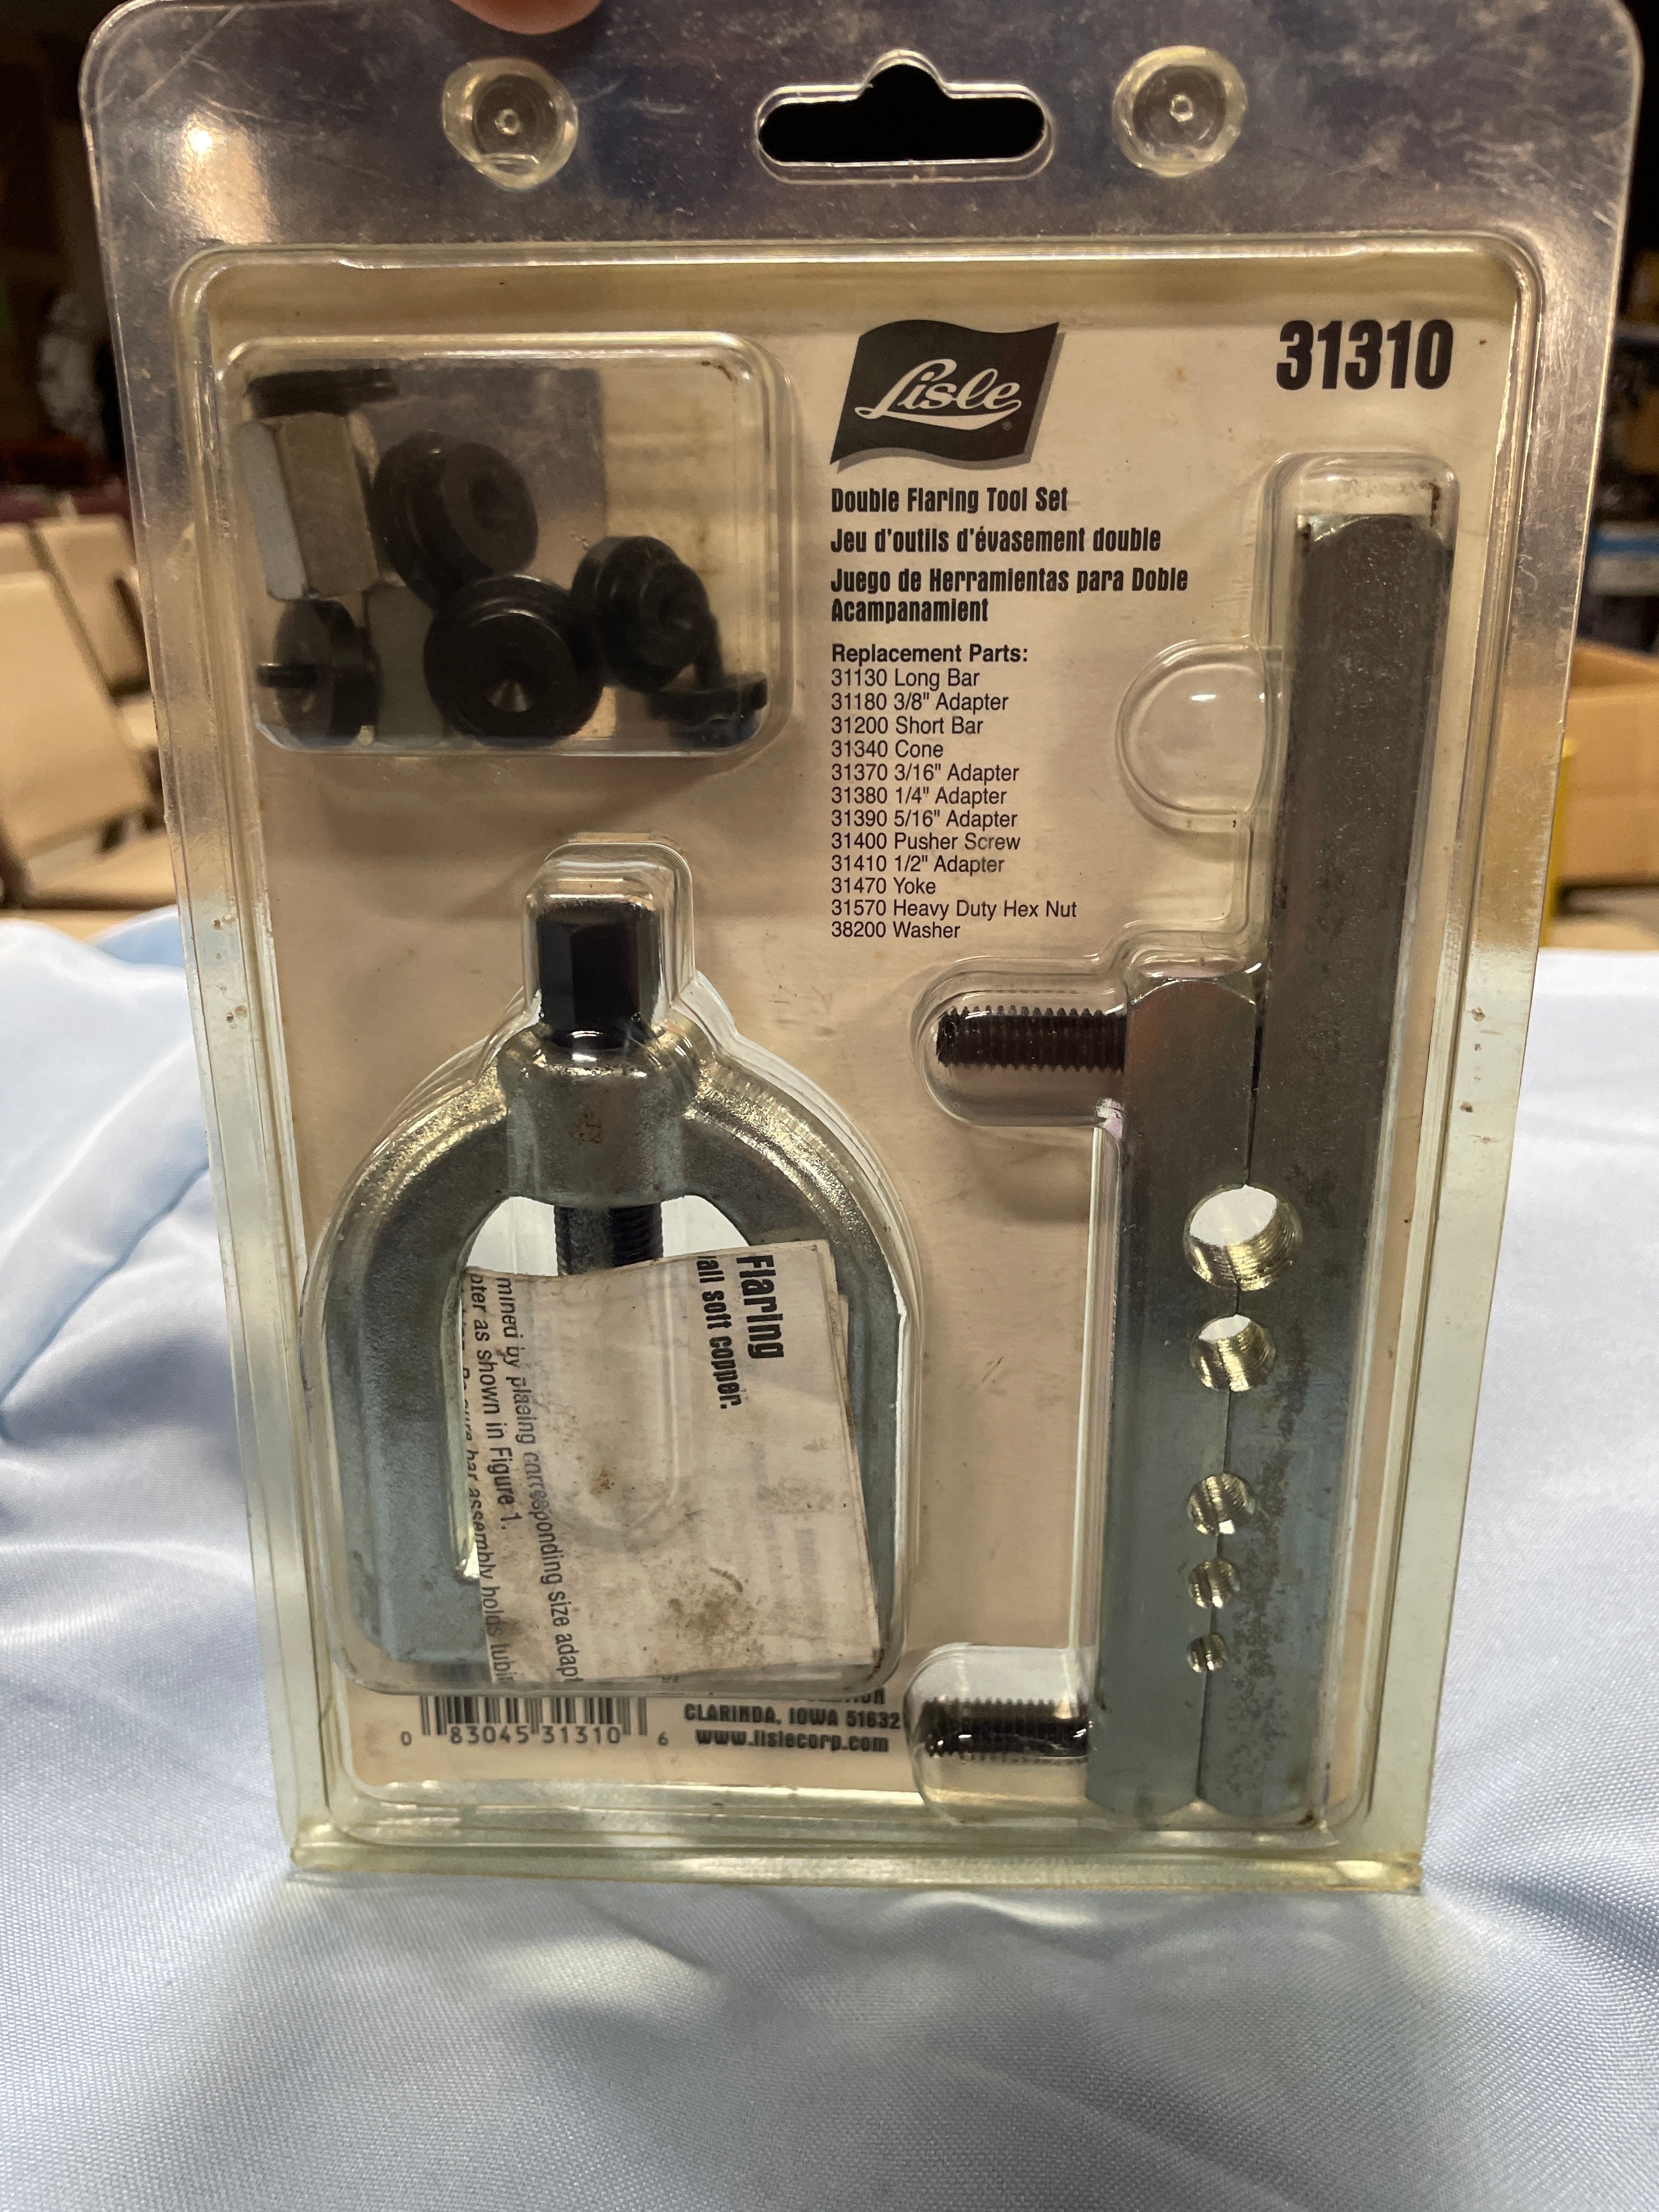 Lisle
31310
Double Flaring Tool Set
Jeu d'outils d'évasement double
Juego de Herramientas para Doble
Acampanamient
Replacement Parts:
31130 Long Bar
31180 3/8" Adapter
31200 Short Bar
31340 Cone
31370 3/16" Adapter
31380 1/4" Adapter
31390 5/16" Adapter
31400 Pusher Screw
31410 1/2" Adapter
31470 Yoke
31570 Heavy Duty Hex Nut
38200 Washer
Flaring
all soft copper.
mined by placing corresponding size adapt
pter as shown in Figure 1.
bar assembly holds tubi
CLARINDA, IOWA 51632
www.lislecorp.com
0 83045 31310 6